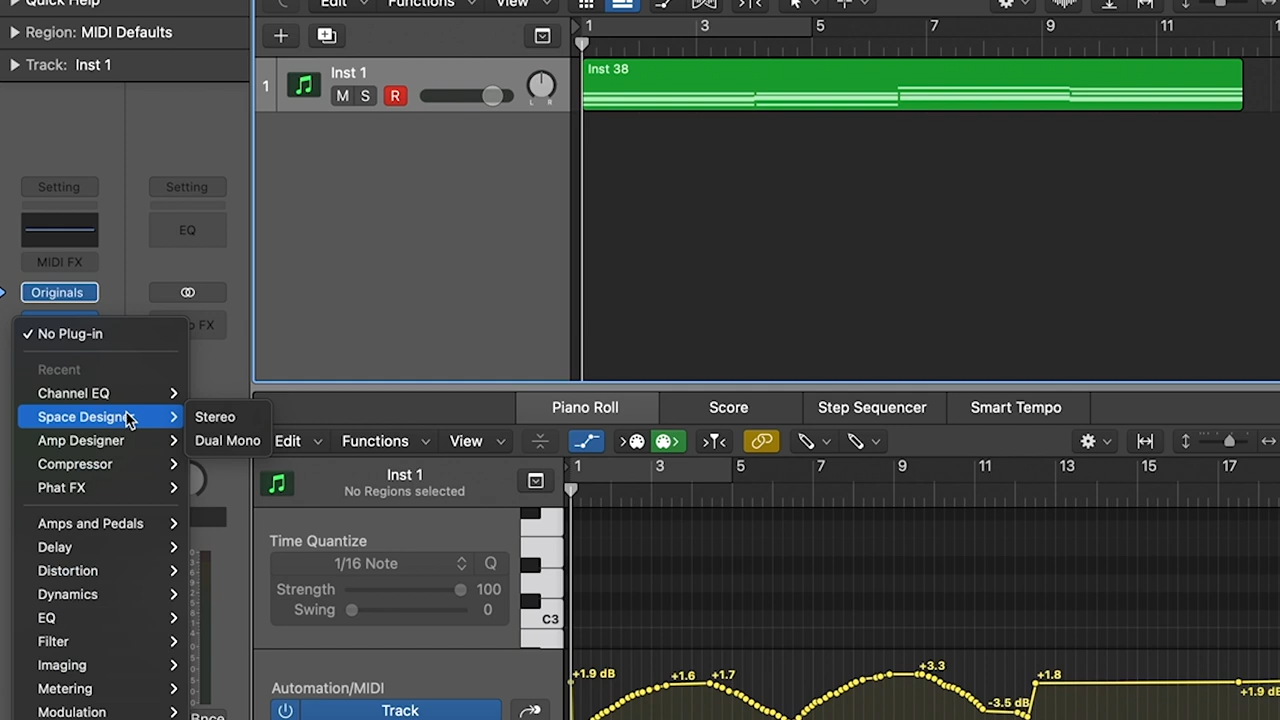 Quick Help
Edit
Functions
View
Region: MIDI Defaults
Track: Inst 1
1
3
5
7
9
11
1
Inst 1
M
S
R
L R
Inst 38
Setting
Setting
EQ
MIDI FX
Originals
o FX
✓ No Plug-in
Recent
Channel EQ
Space Designe
Amp Designer
Compressor
Phat FX
Amps and Pedals
Delay
Distortion
Dynamics
EQ
Filter
Imaging
Metering
Modulation
Stereo
Dual Mono
Bnce
Piano Roll
Score
Step Sequencer
Smart Tempo
Edit
Functions
View
Inst 1
No Regions selected
1
3
5
7
9
11
13
15
17
Time Quantize
1/16 Note
Q
Strength
100
Swing
0
C3
Automation/MIDI
Track
+1.9 dB
+1.6
+1.7
+3.3
-3.5 dB
+1.8
+1.9 dB